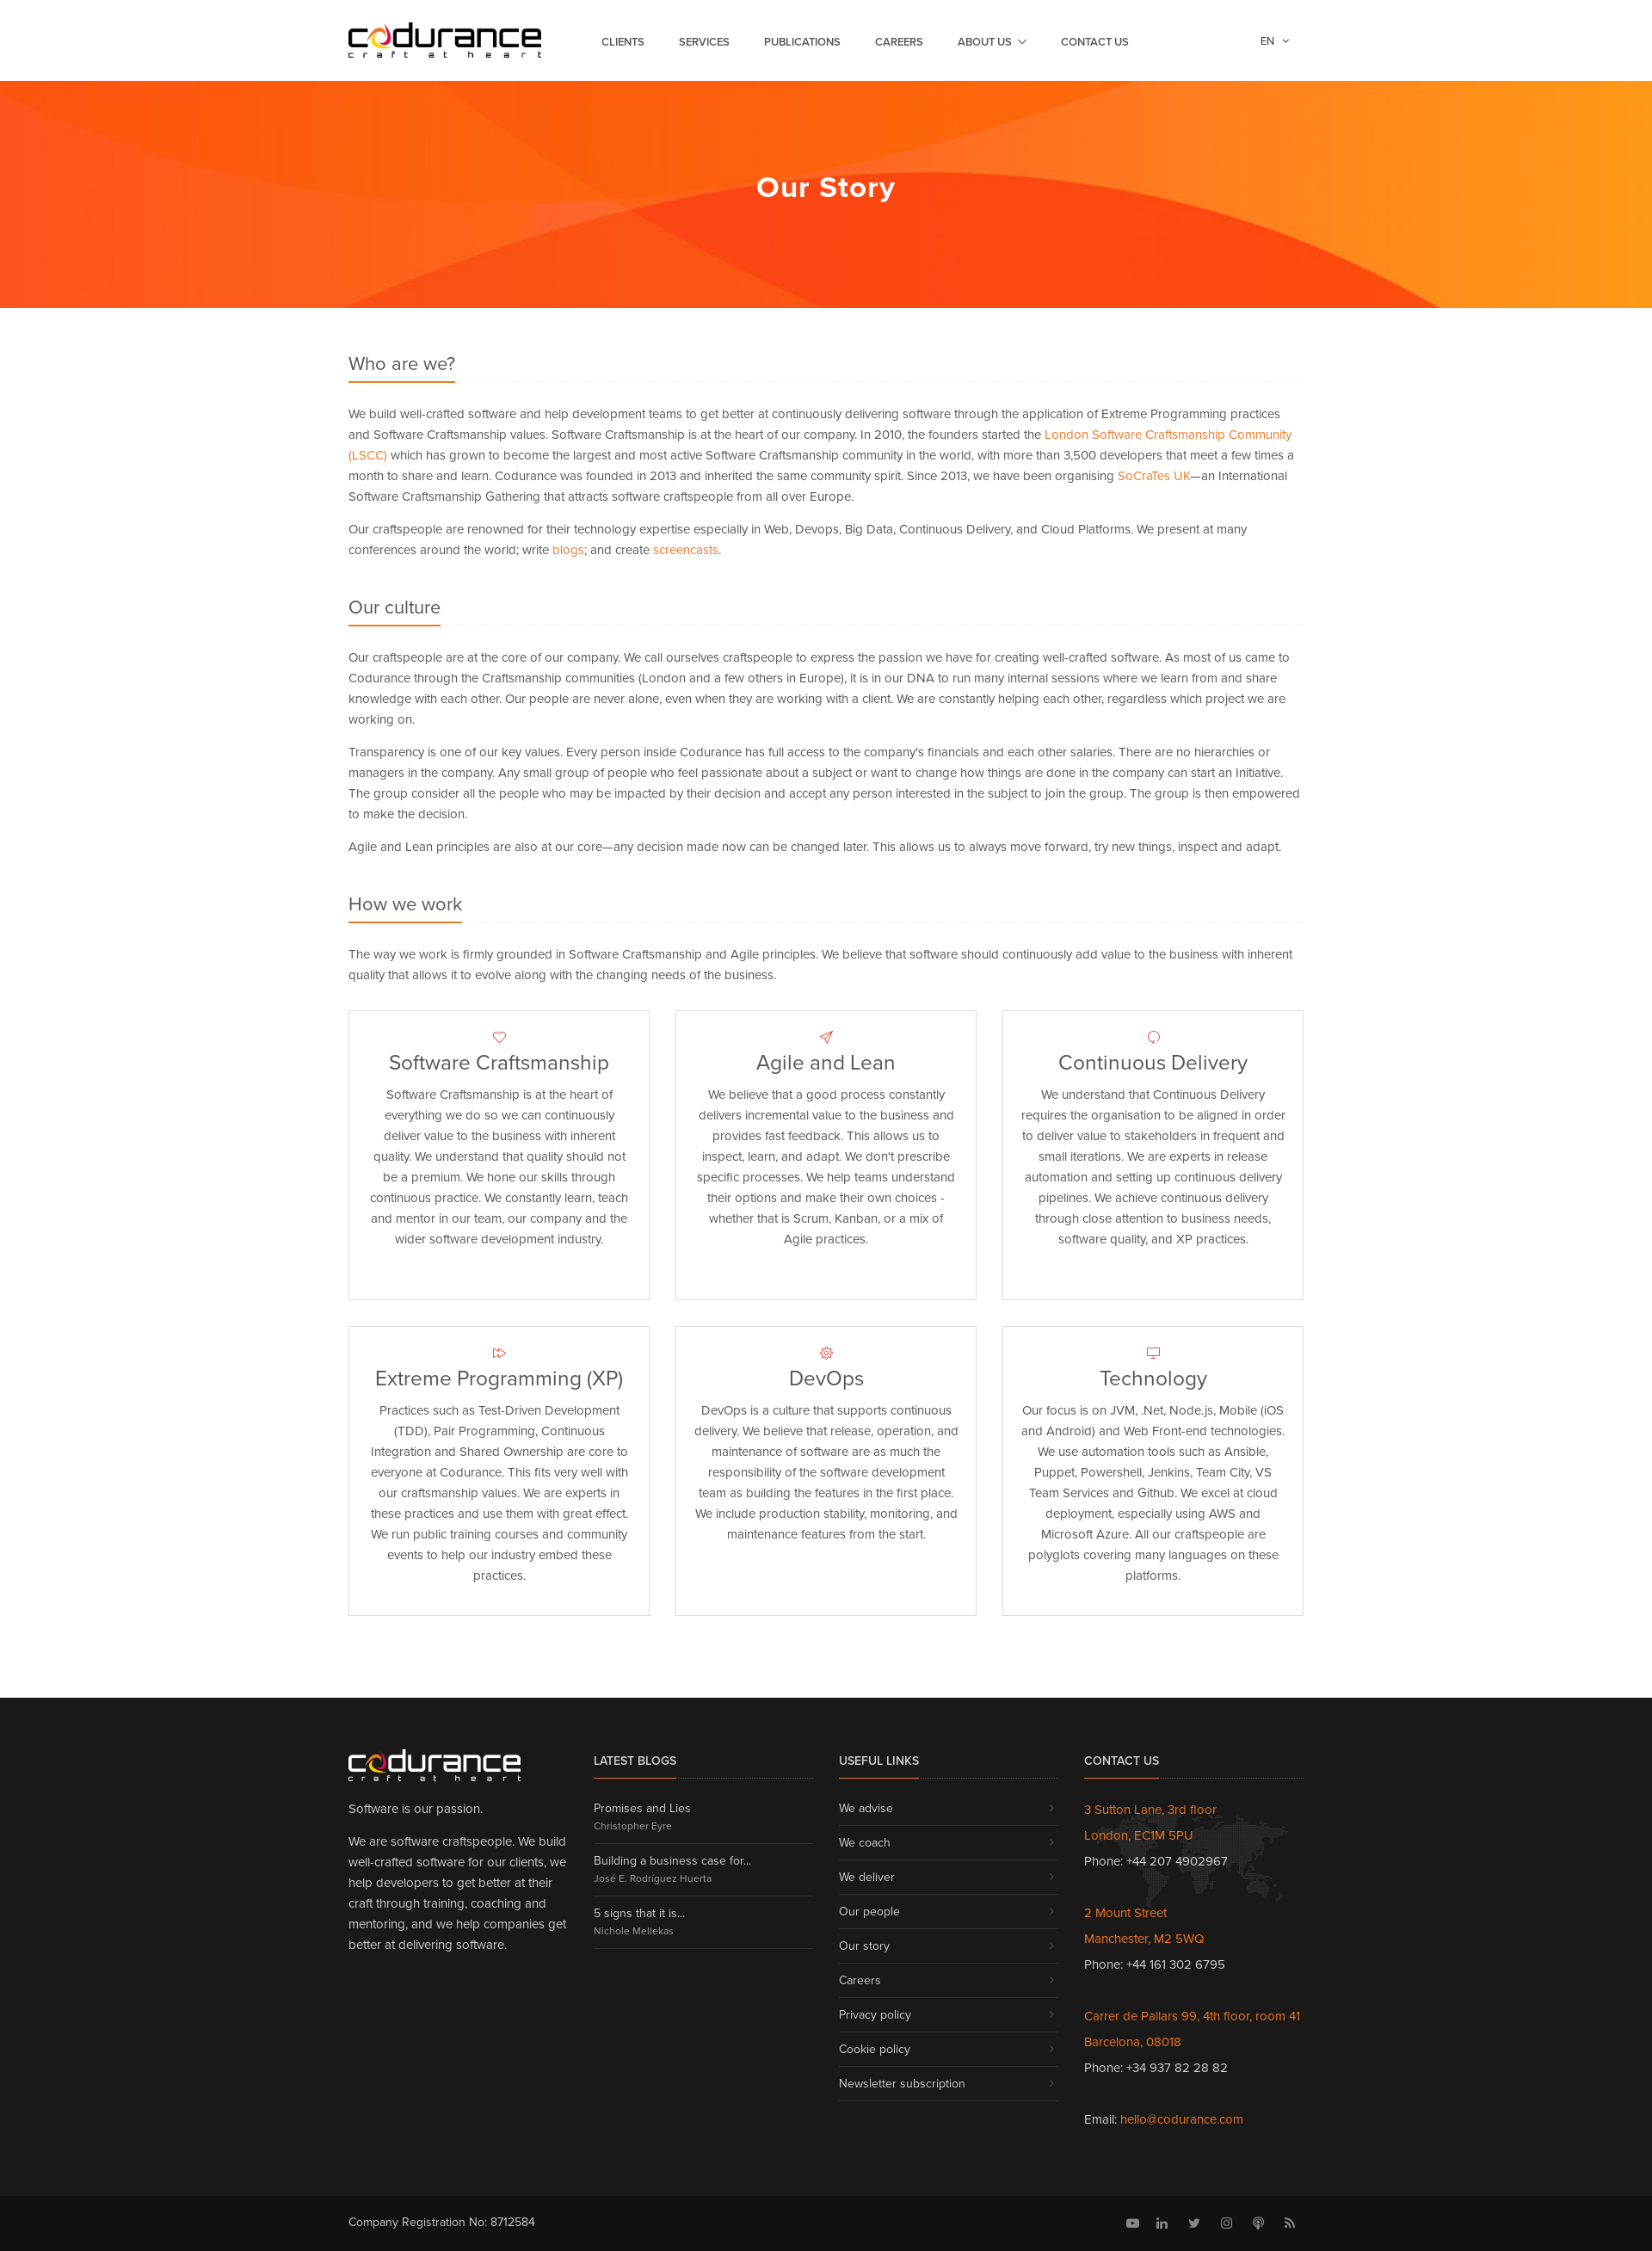 codurance
craft at heart
CLIENTS
SERVICES
PUBLICATIONS
CAREERS
ABOUT US
CONTACT US
EN
Our Story
Who are we?
We build well-crafted software and help development teams to get better at continuously delivering software through the application of Extreme Programming practices
and Software Craftsmanship values. Software Craftsmanship is at the heart of our company. In 2010, the founders started the London Software Craftsmanship Community
(LSCC) which has grown to become the largest and most active Software Craftsmanship community in the world, with more than 3,500 developers that meet a few times a
month to share and learn. Codurance was founded in 2013 and inherited the same community spirit. Since 2013, we have been organising SoCraTes UK—an International
Software Craftsmanship Gathering that attracts software craftspeople from all over Europe.
Our craftspeople are renowned for their technology expertise especially in Web, Devops, Big Data, Continuous Delivery, and Cloud Platforms. We present at many
conferences around the world; write blogs; and create screencasts.
Our culture
Our craftspeople are at the core of our company. We call ourselves craftspeople to express the passion we have for creating well-crafted software. As most of us came to
Codurance through the Craftsmanship communities (London and a few others in Europe), it is in our DNA to run many internal sessions where we learn from and share
knowledge with each other. Our people are never alone, even when they are working with a client. We are constantly helping each other, regardless which project we are
working on.
Transparency is one of our key values. Every person inside Codurance has full access to the company's financials and each other salaries. There are no hierarchies or
managers in the company. Any small group of people who feel passionate about a subject or want to change how things are done in the company can start an Initiative.
The group consider all the people who may be impacted by their decision and accept any person interested in the subject to join the group. The group is then empowered
to make the decision.
Agile and Lean principles are also at our core—any decision made now can be changed later. This allows us to always move forward, try new things, inspect and adapt.
How we work
The way we work is firmly grounded in Software Craftsmanship and Agile principles. We believe that software should continuously add value to the business with inherent
quality that allows it to evolve along with the changing needs of the business.
Software Craftsmanship
Software Craftsmanship is at the heart of
everything we do so we can continuously
deliver value to the business with inherent
quality. We understand that quality should not
be a premium. We hone our skills through
continuous practice. We constantly learn, teach
and mentor in our team, our company and the
wider software development industry.
Agile and Lean
We believe that a good process constantly
delivers incremental value to the business and
provides fast feedback. This allows us to
inspect, learn, and adapt. We don't prescribe
specific processes. We help teams understand
their options and make their own choices -
whether that is Scrum, Kanban, or a mix of
Agile practices.
Continuous Delivery
We understand that Continuous Delivery
requires the organisation to be aligned in order
to deliver value to stakeholders in frequent and
small iterations. We are experts in release
automation and setting up continuous delivery
pipelines. We achieve continuous delivery
through close attention to business needs,
software quality, and XP practices.
Extreme Programming (XP)
Practices such as Test-Driven Development
(TDD), Pair Programming, Continuous
Integration and Shared Ownership are core to
everyone at Codurance. This fits very well with
our craftsmanship values. We are experts in
these practices and use them with great effect.
We run public training courses and community
events to help our industry embed these
practices.
DevOps
DevOps is a culture that supports continuous
delivery. We believe that release, operation, and
maintenance of software are as much the
responsibility of the software development
team as building the features in the first place.
We include production stability, monitoring, and
maintenance features from the start.
Technology
Our focus is on JVM, .Net, Node.js, Mobile (iOS
and Android) and Web Front-end technologies.
We use automation tools such as Ansible,
Puppet, Powershell, Jenkins, Team City, VS
Team Services and Github. We excel at cloud
deployment, especially using AWS and
Microsoft Azure. All our craftspeople are
polyglots covering many languages on these
platforms.
codurance
craft at heart
Software is our passion.
We are software craftspeople. We build
well-crafted software for our clients, we
help developers to get better at their
craft through training, coaching and
mentoring, and we help companies get
better at delivering software.
LATEST BLOGS
Promises and Lies
Christopher Eyre
Building a business case for...
José E. Rodríguez Huerta
5 signs that it is...
Nichole Mellekas
USEFUL LINKS
We advise
We coach
We deliver
Our people
Our story
Careers
Privacy policy
Cookie policy
Newsletter subscription
CONTACT US
3 Sutton Lane, 3rd floor
London, EC1M 5PU
Phone: +44 207 4902967
2 Mount Street
Manchester, M2 5WQ
Phone: +44 161 302 6795
Carrer de Pallars 99, 4th floor, room 41
Barcelona, 08018
Phone: +34 937 82 28 82
Email: hello@codurance.com
Company Registration No: 8712584